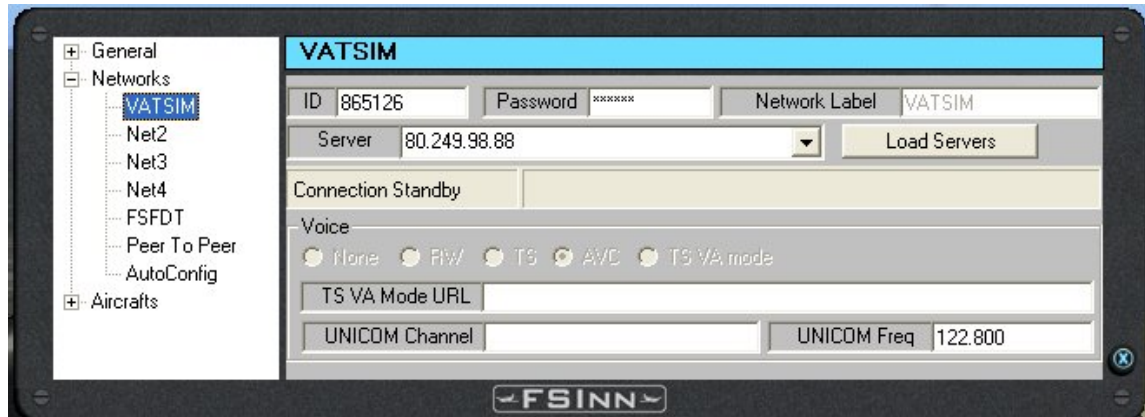 General
Networks
VATSIM
Net2
Net3
Net4
FSFDT
Peer To Peer
AutoConfig
Aircrafts
VATSIM
ID 865126 Password ****** Network Label VATSIM
Server 80.249.98.88 Load Servers
Connection Standby
Voice
None RW TS AVC TS VA mode
TS VA Mode URL
UNICOM Channel UNICOM Freq 122.800
FSINN